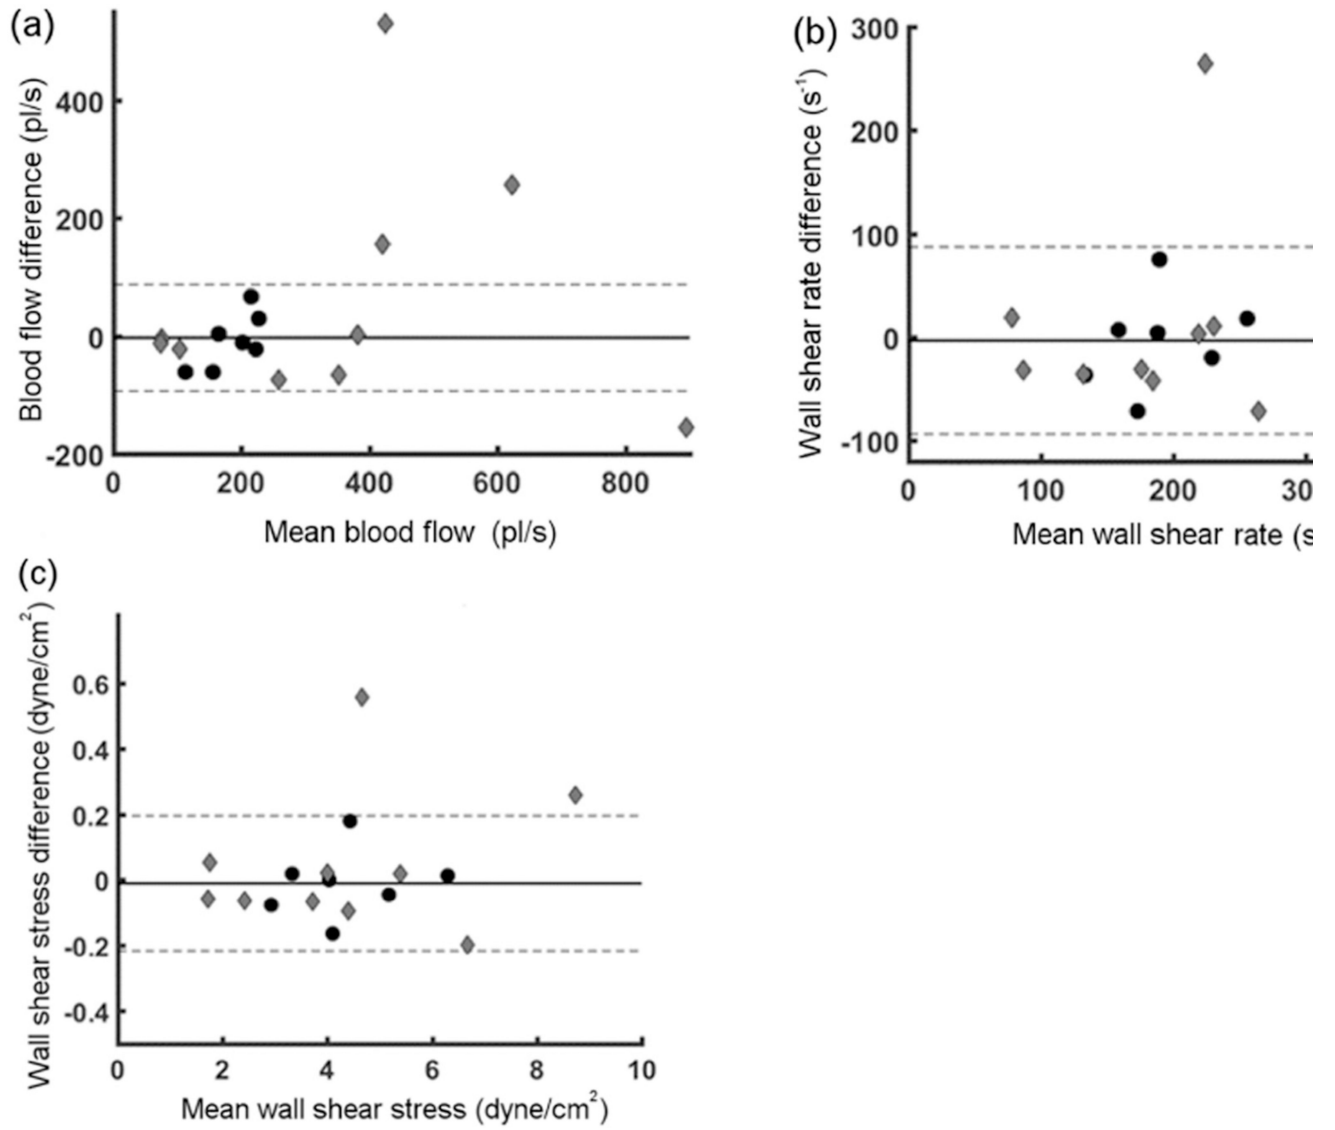 (a)
Blood flow difference (pl/s)
400
200
0
-200
0 200 400 600 800
Mean blood flow (pl/s)
(b)
Wall shear rate difference (s⁻¹)
300
200
100
0
-100
0 100 200 30
Mean wall shear rate (s
(c)
Wall shear stress difference (dyne/cm²)
0.6
0.4
0.2
0
-0.2
-0.4
0 2 4 6 8 10
Mean wall shear stress (dyne/cm²)